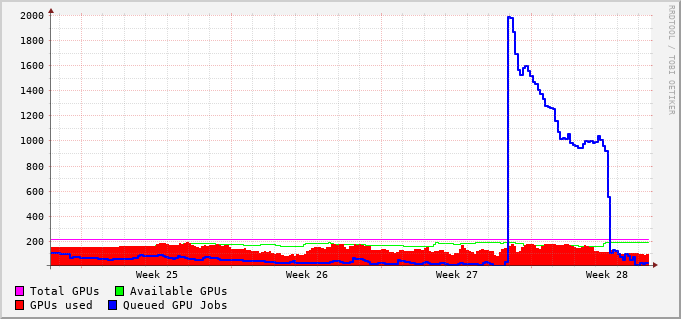 2000
1800
1600
1400
1200
1000
800
600
400
200
Week 25 Week 26 Week 27 Week 28
Total GPUs Available GPUs
GPUs used Queued GPU Jobs
RRDTOOL / TOBI OETIKER